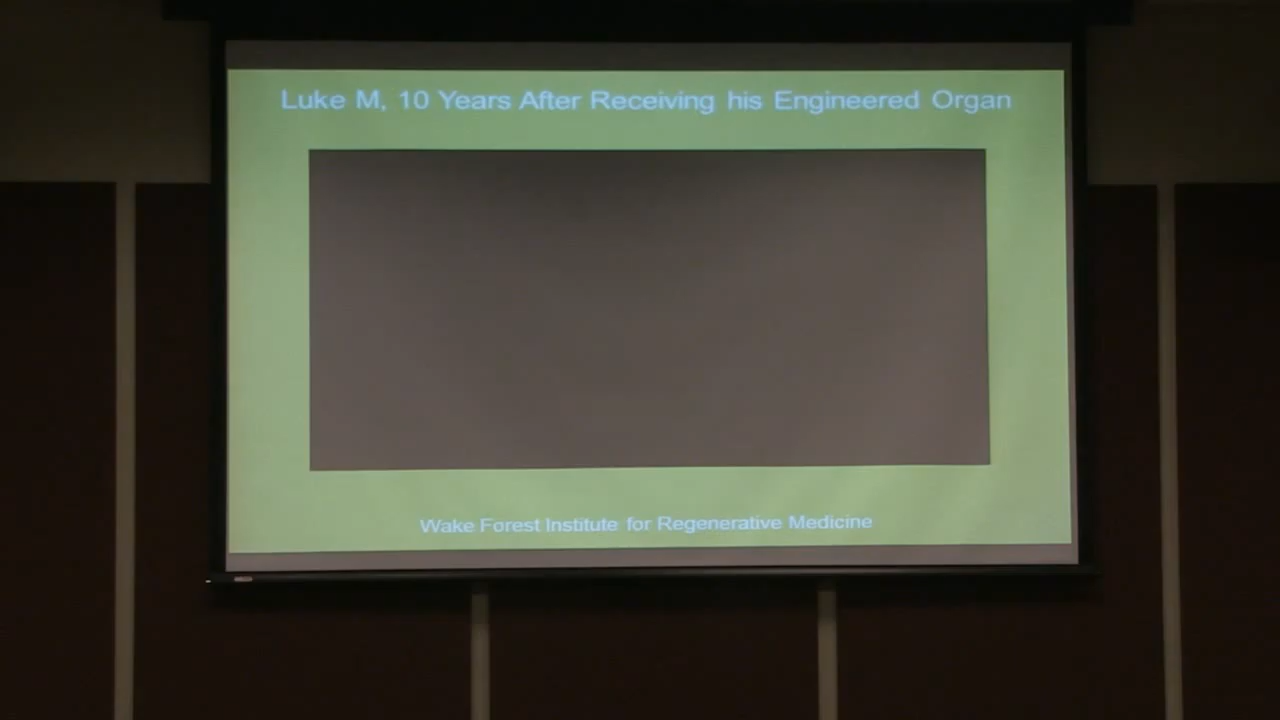 Luke M, 10 Years After Receiving his Engineered Organ
Wake Forest Institute for Regenerative Medicine